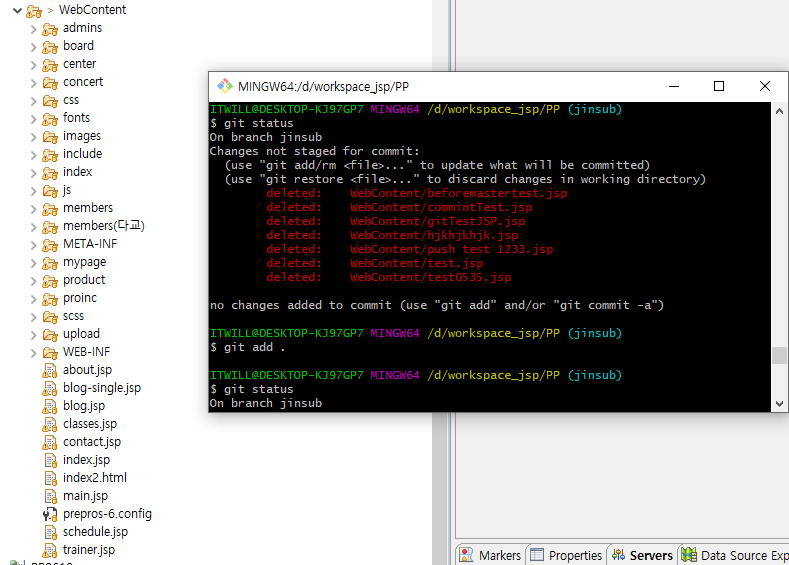 > WebContent
admins
board
center
concert
css
fonts
images
include
index
js
members
members(다교)
META-INF
mypage
product
proinc
scss
upload
WEB-INF
about.jsp
blog-single.jsp
blog.jsp
classes.jsp
contact.jsp
index.jsp
index2.html
main.jsp
prepros-6.config
schedule.jsp
trainer.jsp
MINGW64:/d/workspace_jsp/PP
ITWILL@DESKTOP-KJ97GP7 MINGW64 /d/workspace_jsp/PP (jinsub)
$ git status
On branch jinsub
Changes not staged for commit:
  (use "git add/rm <file>..." to update what will be committed)
  (use "git restore <file>..." to discard changes in working directory)
        deleted:    WebContent/beforemastertest.jsp
        deleted:    WebContent/commintTest.jsp
        deleted:    WebContent/gitTestJSP.jsp
        deleted:    WebContent/hjkhjkhjk.jsp
        deleted:    WebContent/push test 1233.jsp
        deleted:    WebContent/test.jsp
        deleted:    WebContent/test0535.jsp
no changes added to commit (use "git add" and/or "git commit -a")
ITWILL@DESKTOP-KJ97GP7 MINGW64 /d/workspace_jsp/PP (jinsub)
$ git add .
ITWILL@DESKTOP-KJ97GP7 MINGW64 /d/workspace_jsp/PP (jinsub)
$ git status
On branch jinsub
Markers Properties Servers Data Source Exp